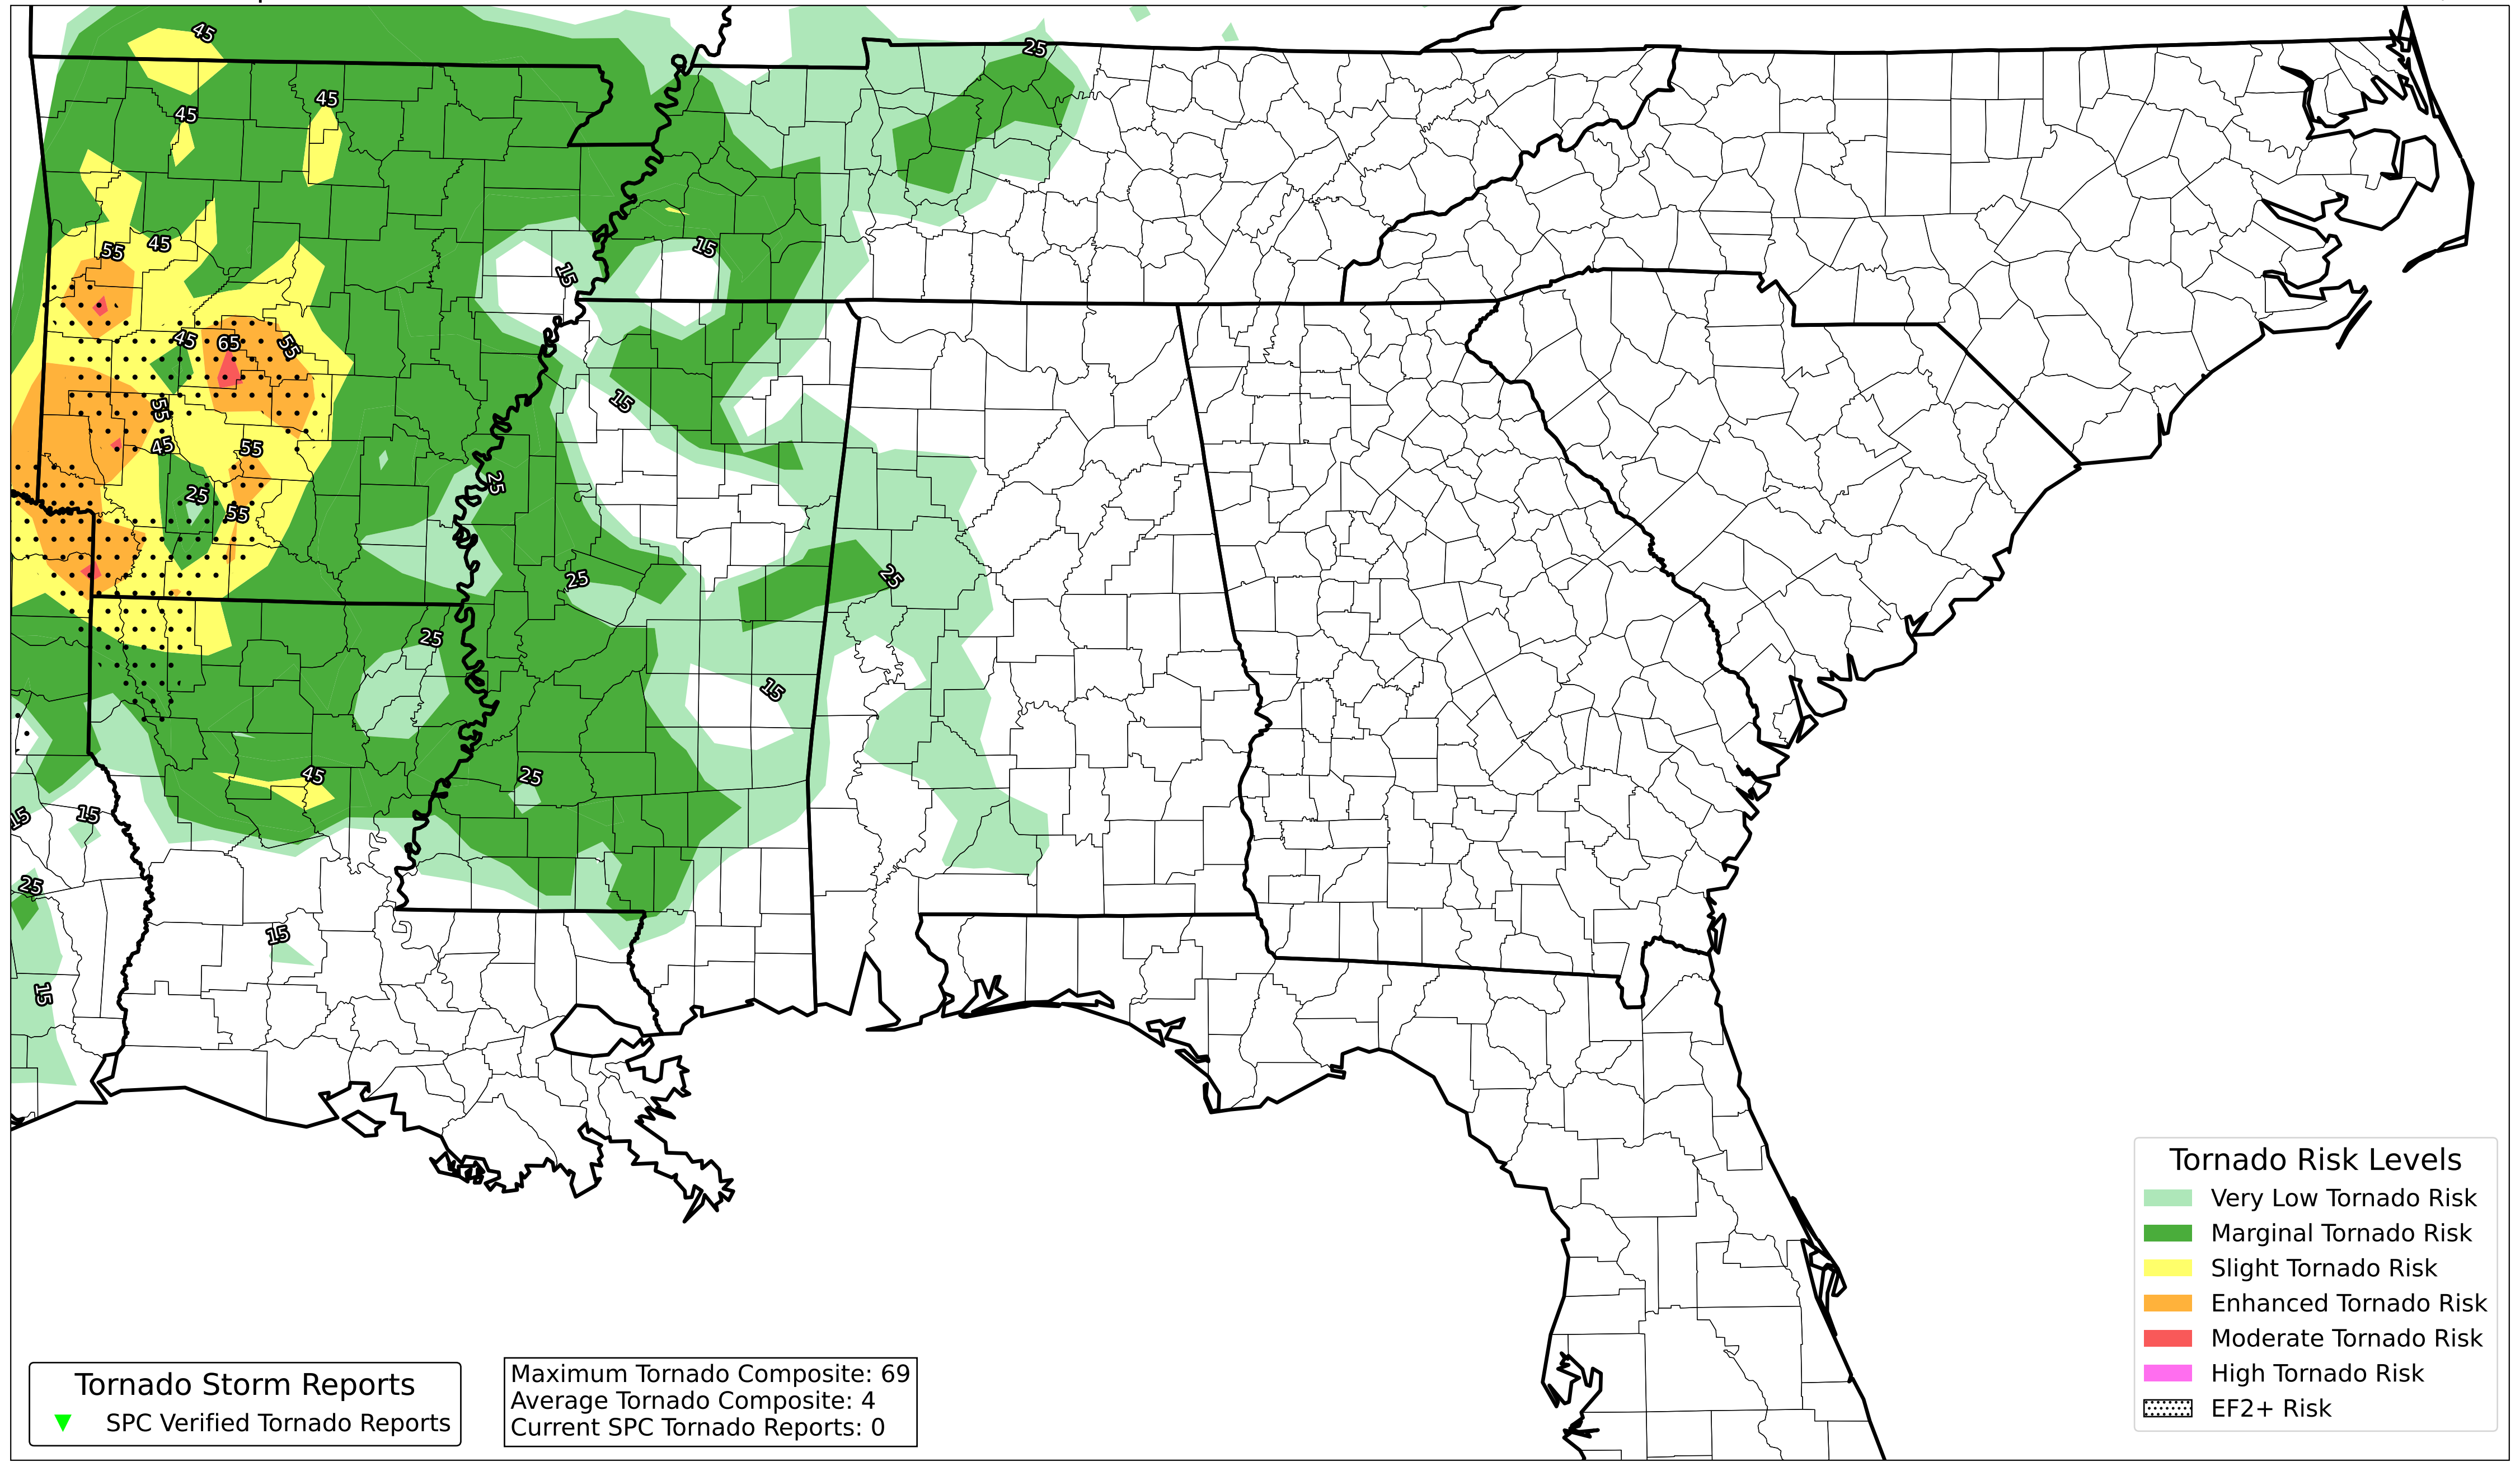 45
25
45
45
55
45
15
15
45
65
55
55
15
45
55
25
25
55
25
25
25
15
45
25
15
15
25
15
15
Tornado Risk Levels
Very Low Tornado Risk
Marginal Tornado Risk
Slight Tornado Risk
Enhanced Tornado Risk
Moderate Tornado Risk
High Tornado Risk
EF2+ Risk
Tornado Storm Reports
SPC Verified Tornado Reports
Maximum Tornado Composite: 69
Average Tornado Composite: 4
Current SPC Tornado Reports: 0